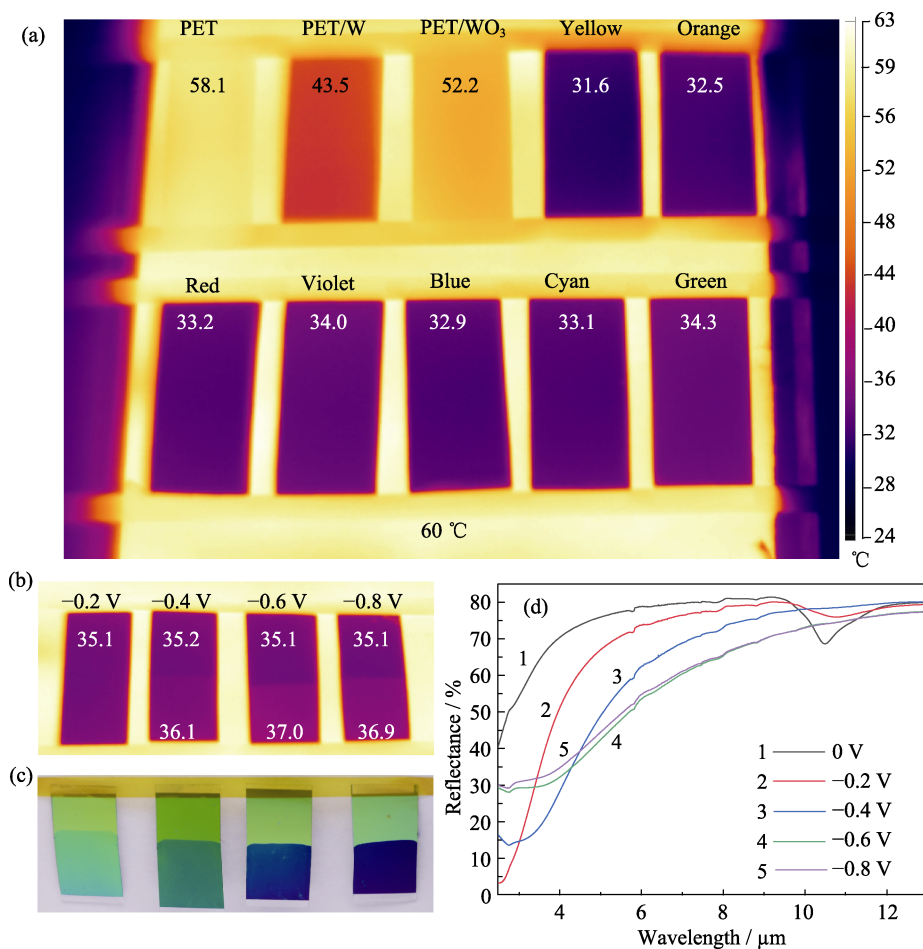 (a)
PET PET/W PET/WO₃ Yellow Orange
58.1 43.5 52.2 31.6 32.5
Red Violet Blue Cyan Green
33.2 34.0 32.9 33.1 34.3
60 ℃
63
59
56
52
48
44
40
36
32
28
24
℃
(b)
−0.2 V −0.4 V −0.6 V −0.8 V
35.1 35.2 35.1 35.1
36.1 37.0 36.9
(c)
(d)
Reflectance / %
80
70
60
50
40
30
20
10
0
1
2
3
5
4
1 0 V
2 −0.2 V
3 −0.4 V
4 −0.6 V
5 −0.8 V
4 6 8 10 12
Wavelength / µm